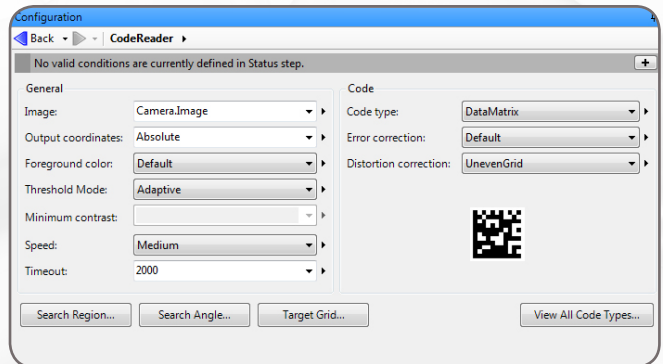 Configuration
Back CodeReader
No valid conditions are currently defined in Status step. +
General
Image: Camera.Image
Output coordinates: Absolute
Foreground color: Default
Threshold Mode: Adaptive
Minimum contrast:
Speed: Medium
Timeout: 2000
Code
Code type: DataMatrix
Error correction: Default
Distortion correction: UnevenGrid
Search Region... Search Angle... Target Grid... View All Code Types...